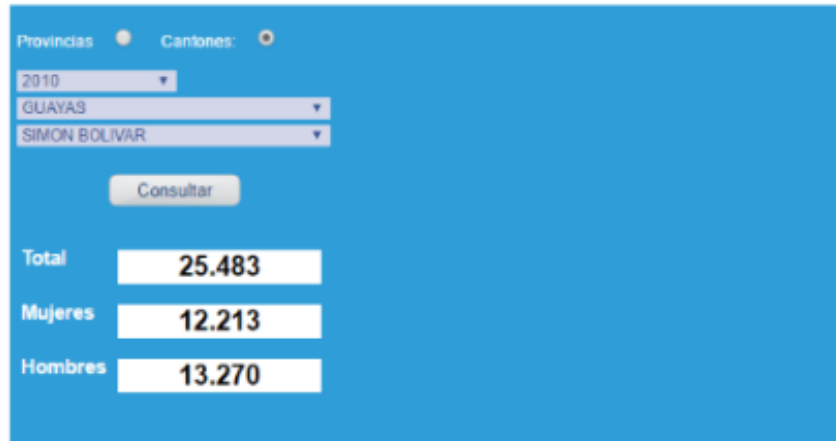 Provincias Cantones:
2010
GUAYAS
SIMON BOLIVAR
Consultar
Total 25.483
Mujeres 12.213
Hombres 13.270